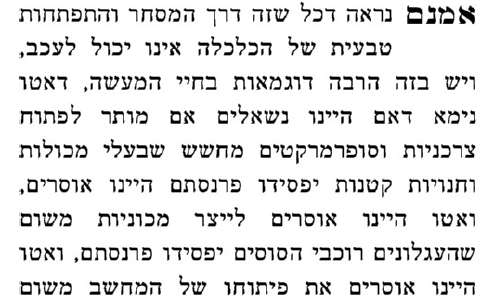 אמנם נראה דכל שזה דרך המסחר והתפתחות
טבעית של הכלכלה אינו יכול לעכב,
ויש בזה הרבה דוגמאות בחיי המעשה, דאטו
נימא דאם היינו נשאלים אם מותר לפתוח
צרכניות וסופרמרקטים מחשש שבעלי מכולות
וחנויות קטנות יפסידו פרנסתם היינו אוסרים,
ואטו היינו אוסרים לייצר מכוניות משום
שהעגלונים רוכבי הסוסים יפסידו פרנסתם, ואטו
היינו אוסרים את פיתוחו של המחשב משום